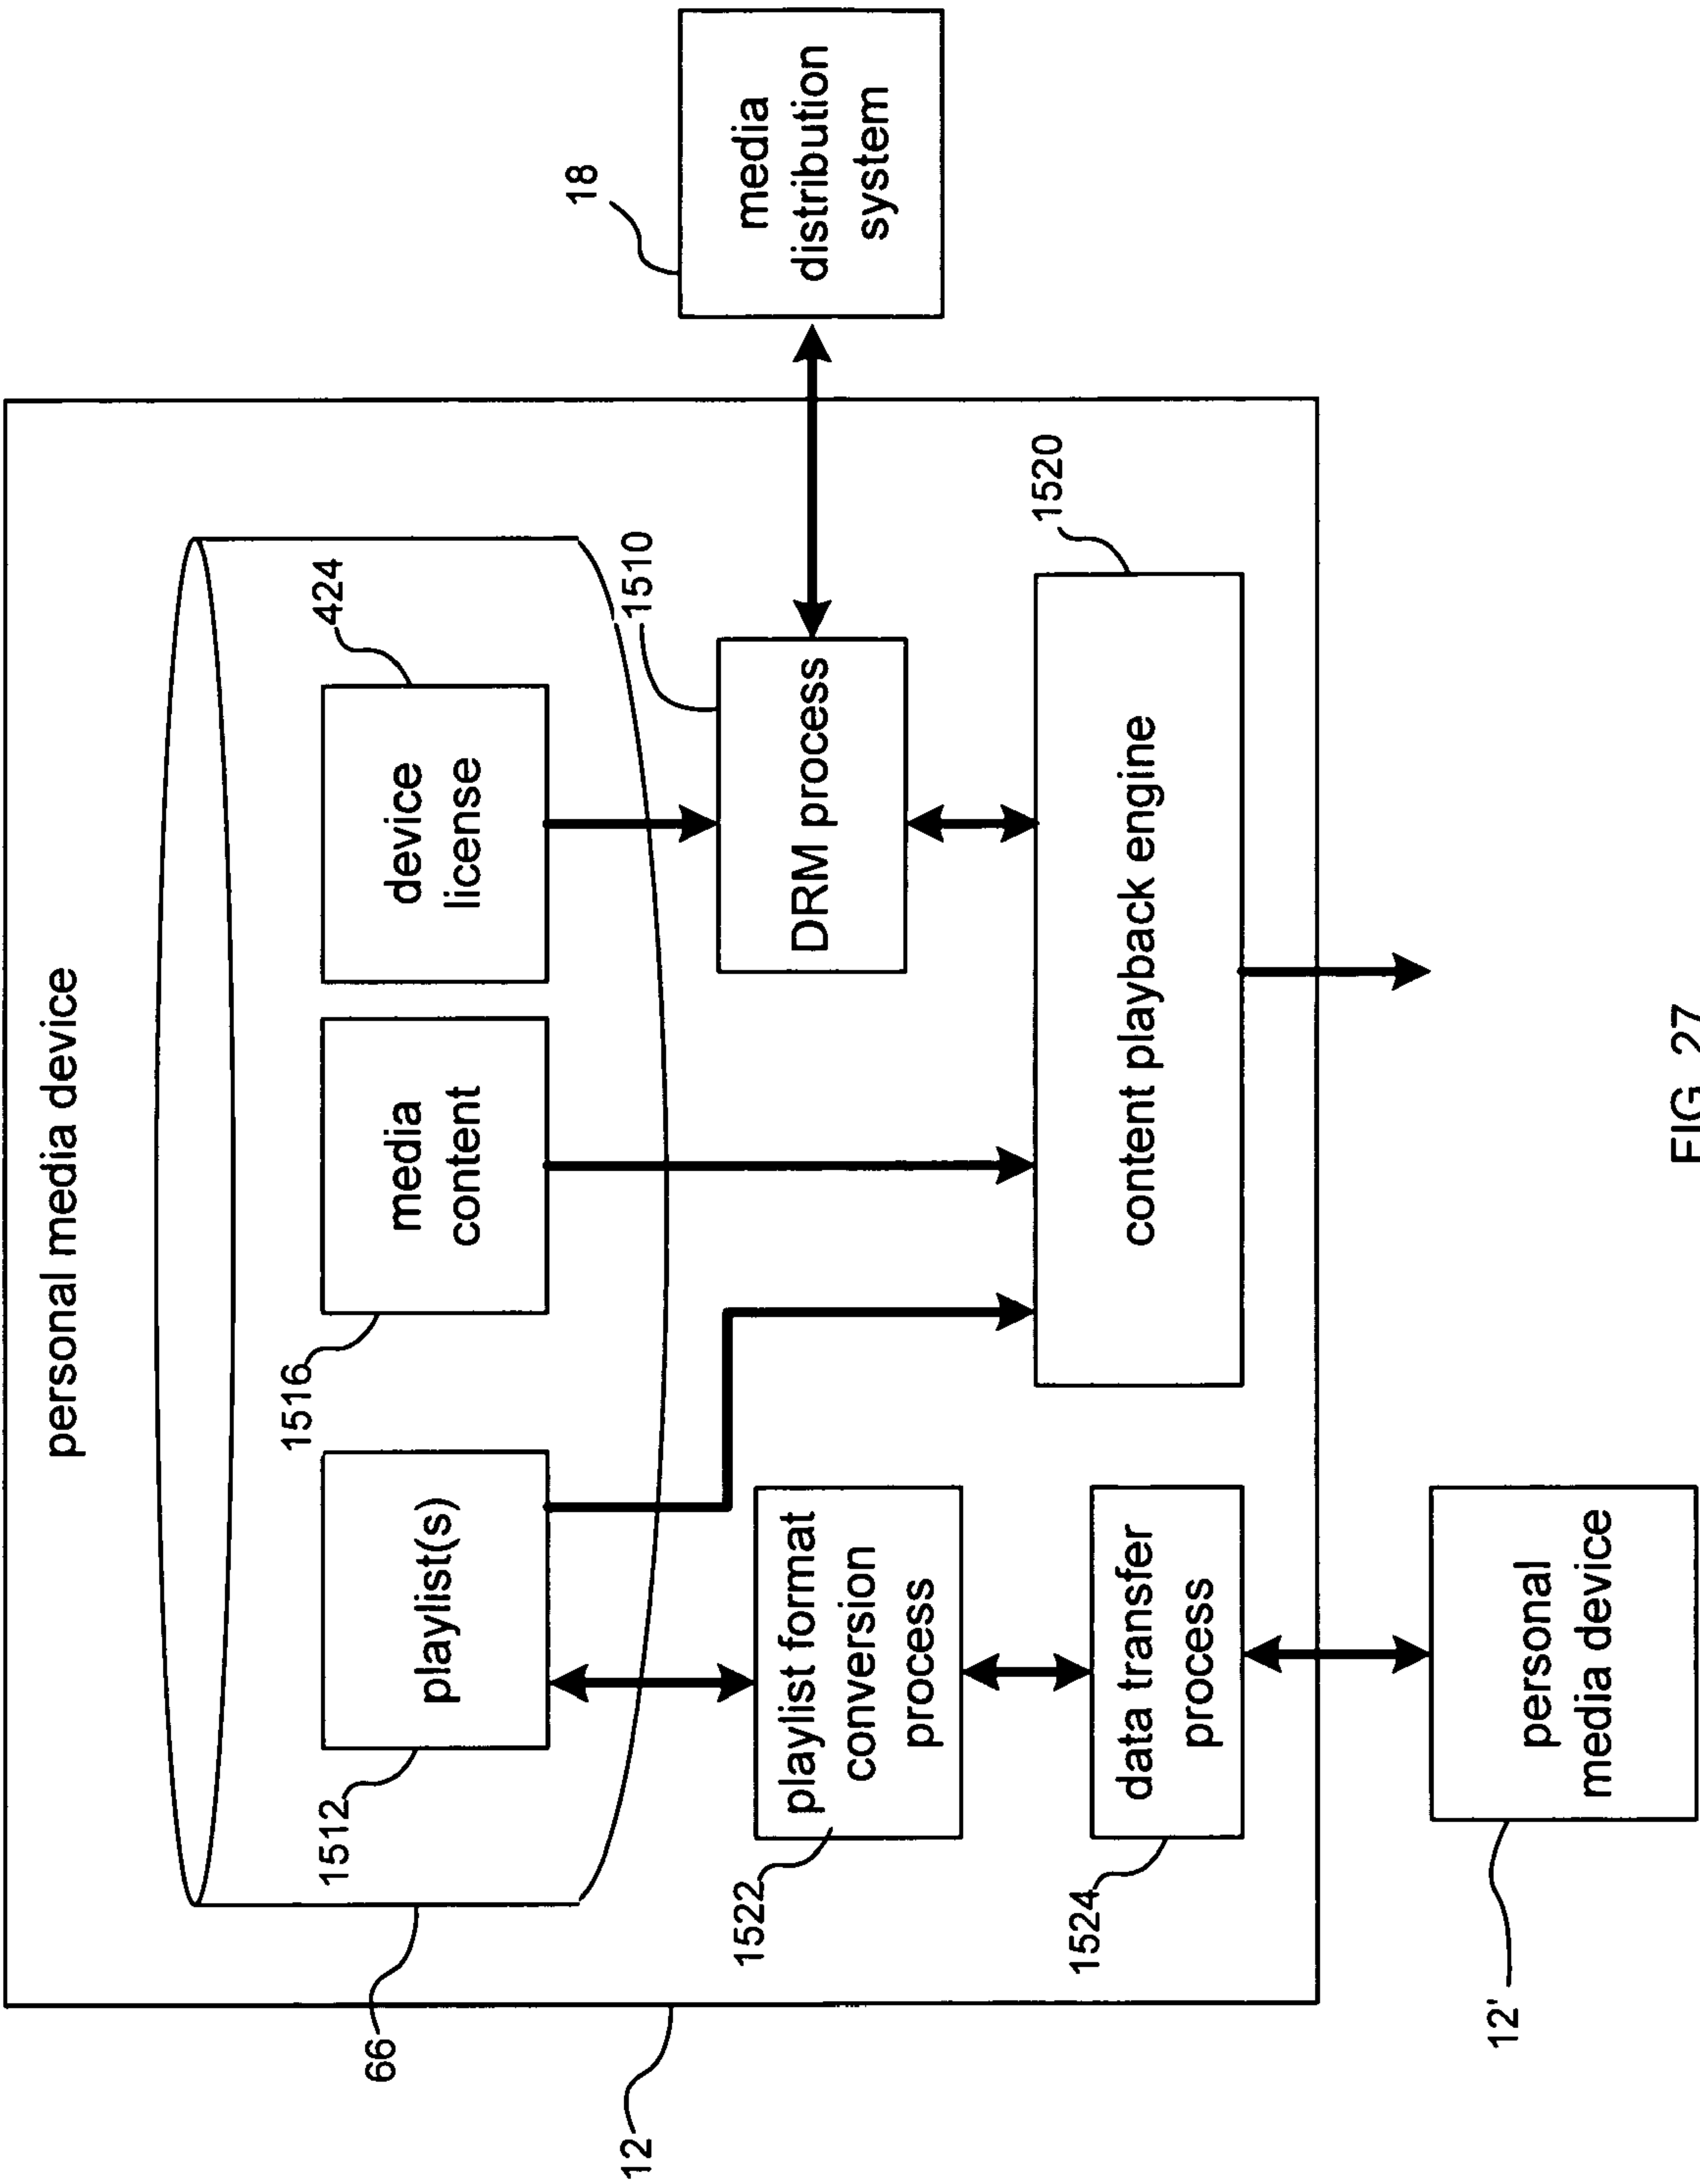 personal media device
66
12
1512
playlist(s)
1516
media
content
424
device
license
1522
playlist format
conversion
process
1510
DRM process
18
media
distribution
system
1524
data transfer
process
1520
content playback engine
12'
personal
media device
FIG. 27